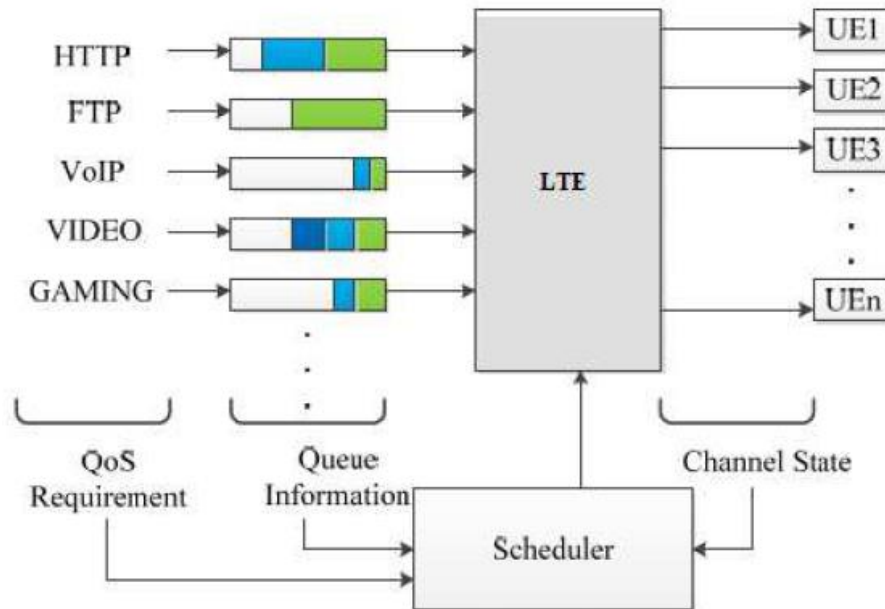 HTTP
FTP
VoIP
VIDEO
GAMING
LTE
UE1
UE2
UE3
UEn
QoS
Requirement
Queue
Information
Channel State
Scheduler